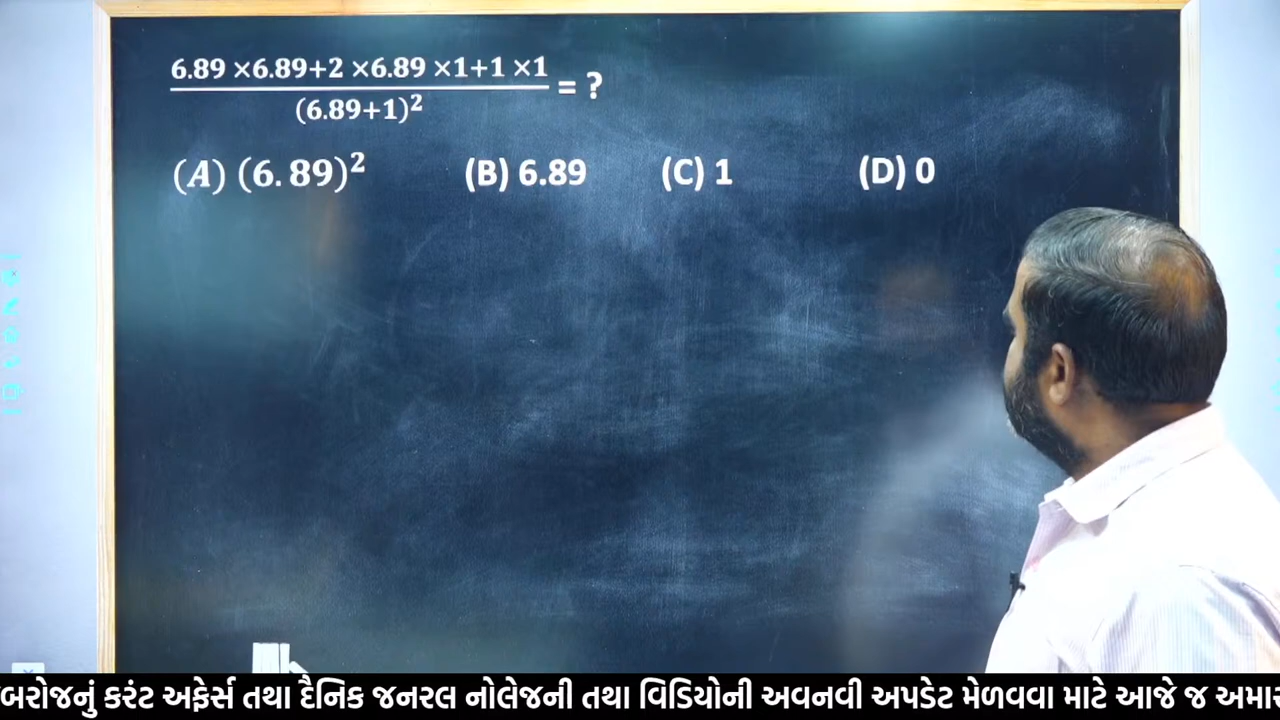 6.89 ×6.89+2 ×6.89 ×1+1 ×1
(6.89+1)² = ?
(A) (6.89)² (B) 6.89 (C) 1 (D) 0
બરોજનું કરંટ અફેર્સ તથા દૈનિક જનરલ નોલેજની તથા વિડિયોની અવનવી અપડેટ મેળવવા માટે આજે જ